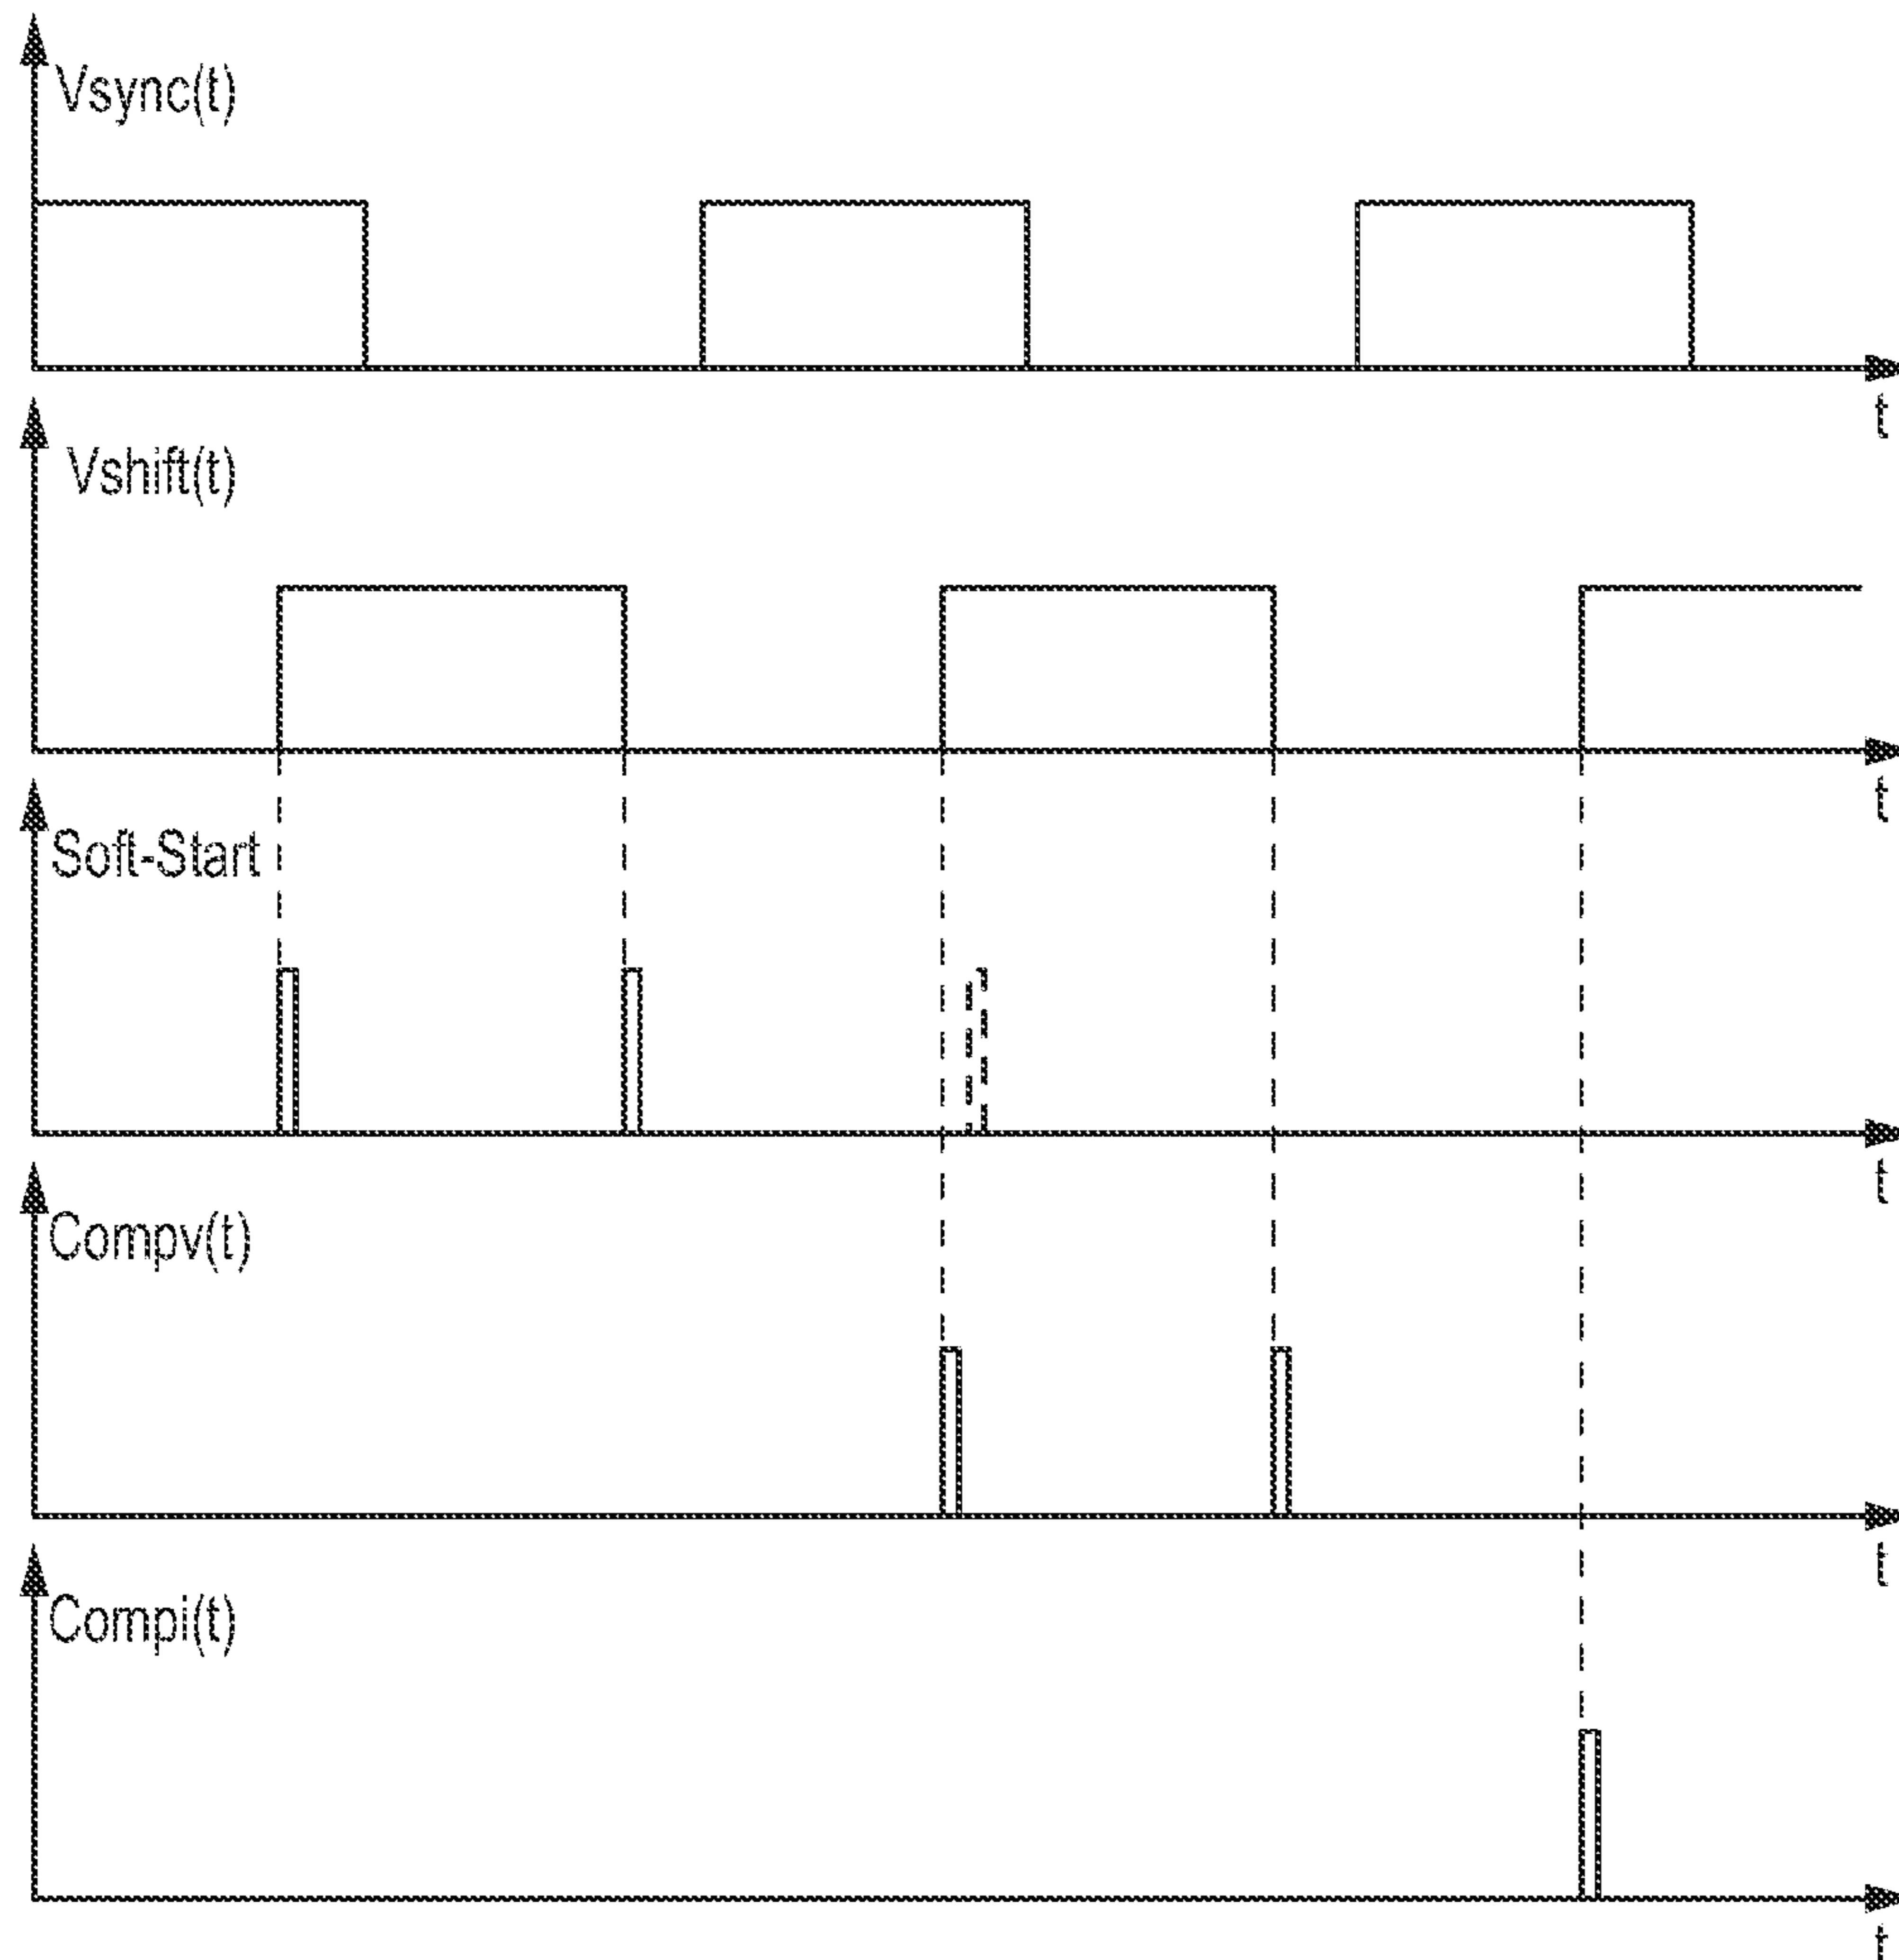 Vsync(t)
t
Vshift(t)
t
Soft-Start
t
Compv(t)
t
Compi(t)
t